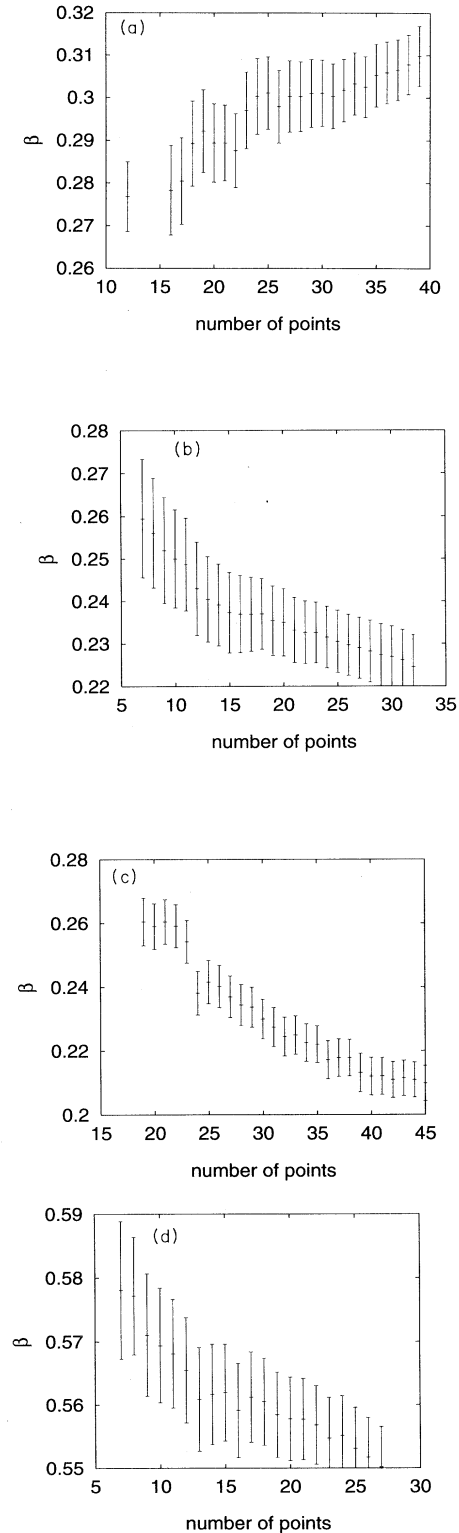 (a)
0.32
0.31
0.3
0.29
0.28
0.27
0.26
β
10 15 20 25 30 35 40
number of points
(b)
0.28
0.27
0.26
0.25
0.24
0.23
0.22
β
5 10 15 20 25 30 35
number of points
(c)
0.28
0.26
0.24
0.22
0.2
β
15 20 25 30 35 40 45
number of points
(d)
0.59
0.58
0.57
0.56
0.55
β
5 10 15 20 25 30
number of points